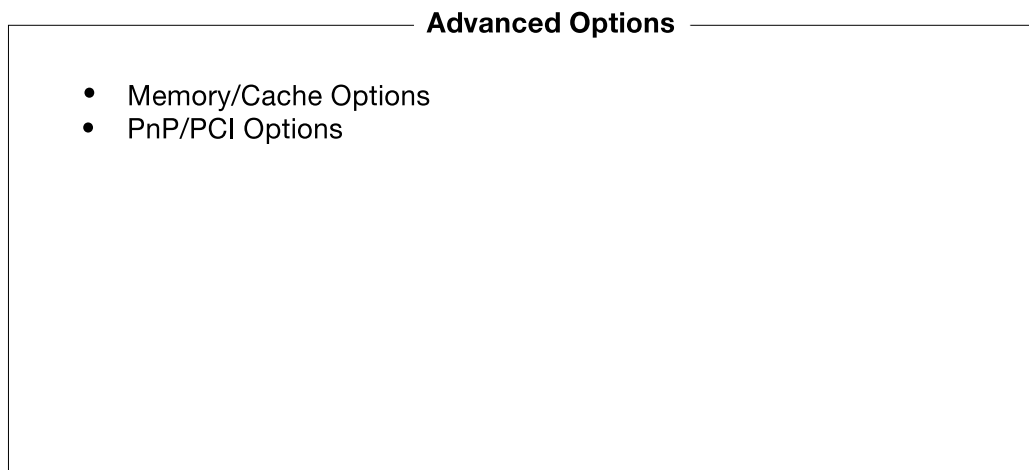 Advanced Options
• Memory/Cache Options
• PnP/PCI Options